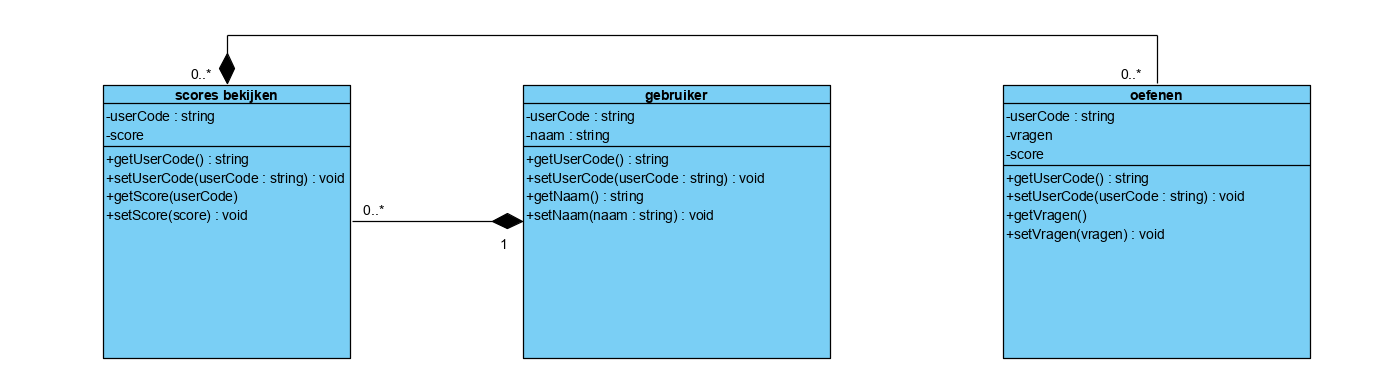 0..*
0..*
scores bekijken
-userCode : string
-score
+getUserCode() : string
+setUserCode(userCode : string) : void
+getScore(userCode)
+setScore(score) : void
0..*
1
gebruiker
-userCode : string
-naam : string
+getUserCode() : string
+setUserCode(userCode : string) : void
+getNaam() : string
+setNaam(naam : string) : void
oefenen
-userCode : string
-vragen
-score
+getUserCode() : string
+setUserCode(userCode : string) : void
+getVragen()
+setVragen(vragen) : void